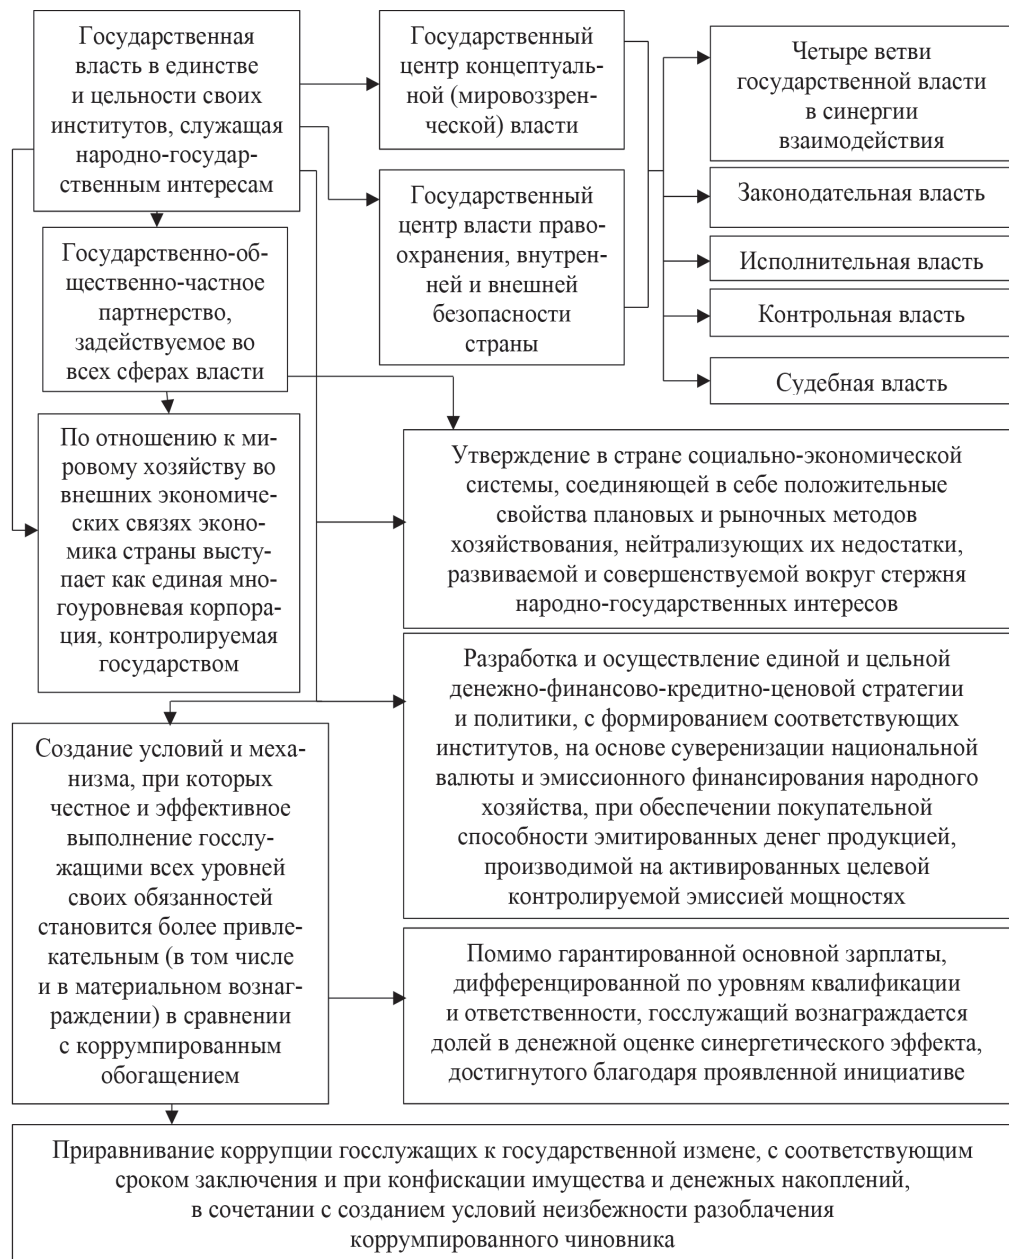 Государственная
власть в единстве
и цельности своих
институтов, служащая
народно-государ-
ственным интересам
Государственный
центр концептуаль-
ной (мировоззрен-
ческой) власти
Четыре ветви
государственной власти
в синергии
взаимодействия
Государственный
центр власти право-
охранения, внутрен-
ней и внешней
безопасности
страны
Законодательная власть
Исполнительная власть
Контрольная власть
Судебная власть
Государственно-об-
щественно-частное
партнерство,
задействуемое во
всех сферах власти
По отношению к ми-
ровому хозяйству во
внешних экономиче-
ских связях эконо-
мика страны высту-
пает как единая мно-
гоуровневая корпора-
ция, контролируемая
государством
Утверждение в стране социально-экономической
системы, соединяющей в себе положительные
свойства плановых и рыночных методов
хозяйствования, нейтрализующих их недостатки,
развиваемой и совершенствуемой вокруг стержня
народно-государственных интересов
Разработка и осуществление единой и цельной
денежно-финансово-кредитно-ценовой стратегии
и политики, с формированием соответствующих
институтов, на основе суверенизации национальной
валюты и эмиссионного финансирования народного
хозяйства, при обеспечении покупательной
способности эмитированных денег продукцией,
производимой на активированных целевой
контролируемой эмиссией мощностях
Создание условий и меха-
низма, при которых
честное и эффективное
выполнение госслу-
жащими всех уровней
своих обязанностей
становится более привле-
кательным (в том числе
и в материальном вознаг-
раждении) в сравнении
с коррумпированным
обогащением
Помимо гарантированной основной зарплаты,
дифференцированной по уровням квалификации
и ответственности, госслужащий вознаграждается
долей в денежной оценке синергетического эффекта,
достигнутого благодаря проявленной инициативе
Приравнивание коррупции госслужащих к государственной измене, с соответствующим
сроком заключения и при конфискации имущества и денежных накоплений,
в сочетании с созданием условий неизбежности разоблачения
коррумпированного чиновника